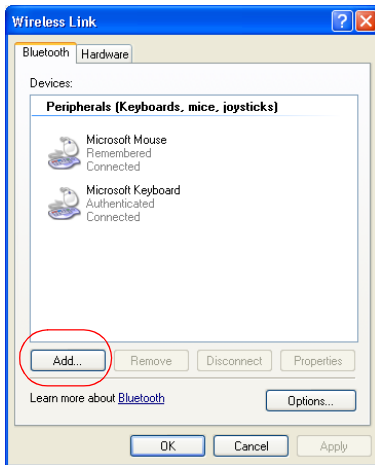 Wireless Link
Bluetooth Hardware
Devices:
Peripherals (Keyboards, mice, joysticks)
Microsoft Mouse
Remembered
Connected
Microsoft Keyboard
Authenticated
Connected
Add... Remove Disconnect Properties
Learn more about Bluetooth Options...
OK Cancel Apply